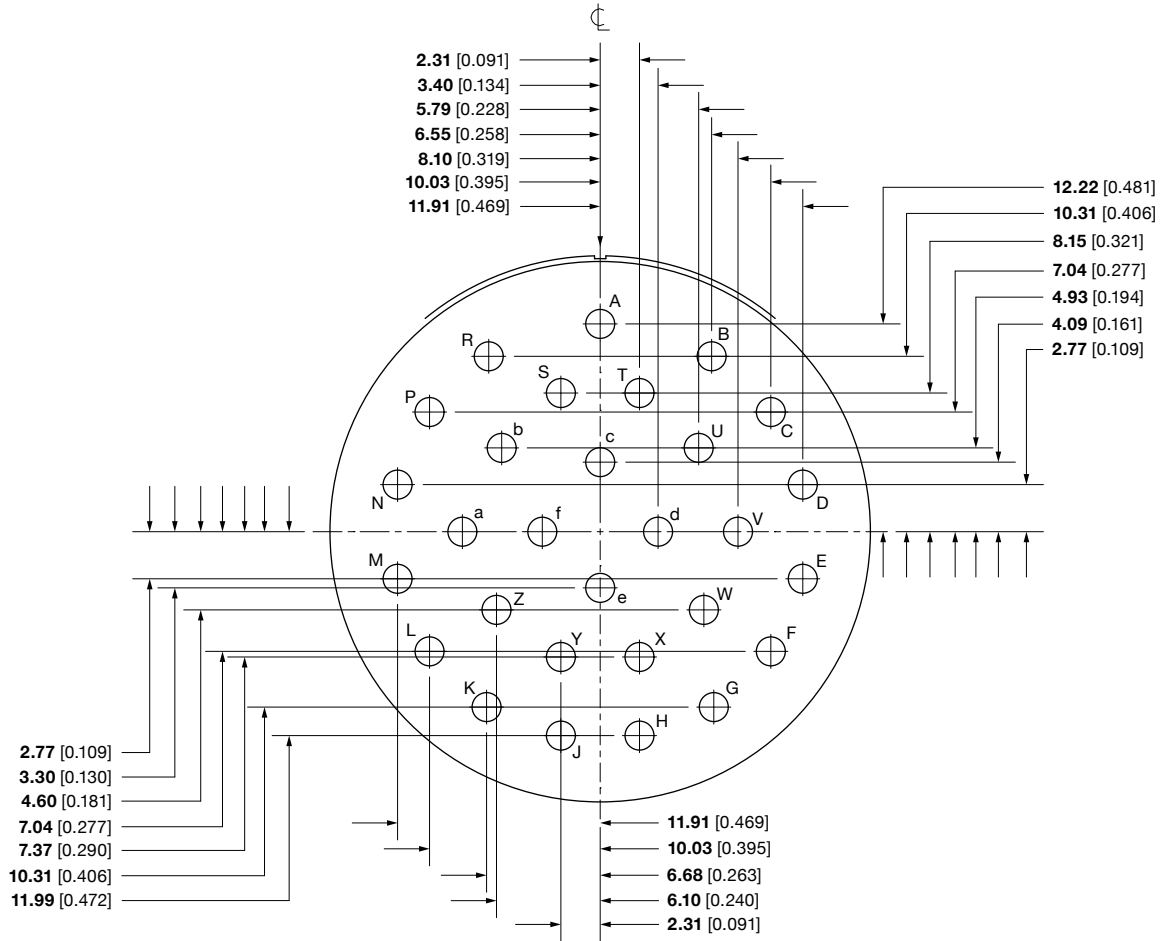 ℄
2.31 [0.091]
3.40 [0.134]
5.79 [0.228]
6.55 [0.258]
8.10 [0.319]
10.03 [0.395]
11.91 [0.469]
12.22 [0.481]
10.31 [0.406]
8.15 [0.321]
7.04 [0.277]
4.93 [0.194]
4.09 [0.161]
2.77 [0.109]
A
R B
S T
P C
b c U
N D
a f d V
M E
e
Z W
L Y X F
K G
J H
2.77 [0.109]
3.30 [0.130]
4.60 [0.181]
7.04 [0.277]
7.37 [0.290]
10.31 [0.406]
11.99 [0.472]
11.91 [0.469]
10.03 [0.395]
6.68 [0.263]
6.10 [0.240]
2.31 [0.091]